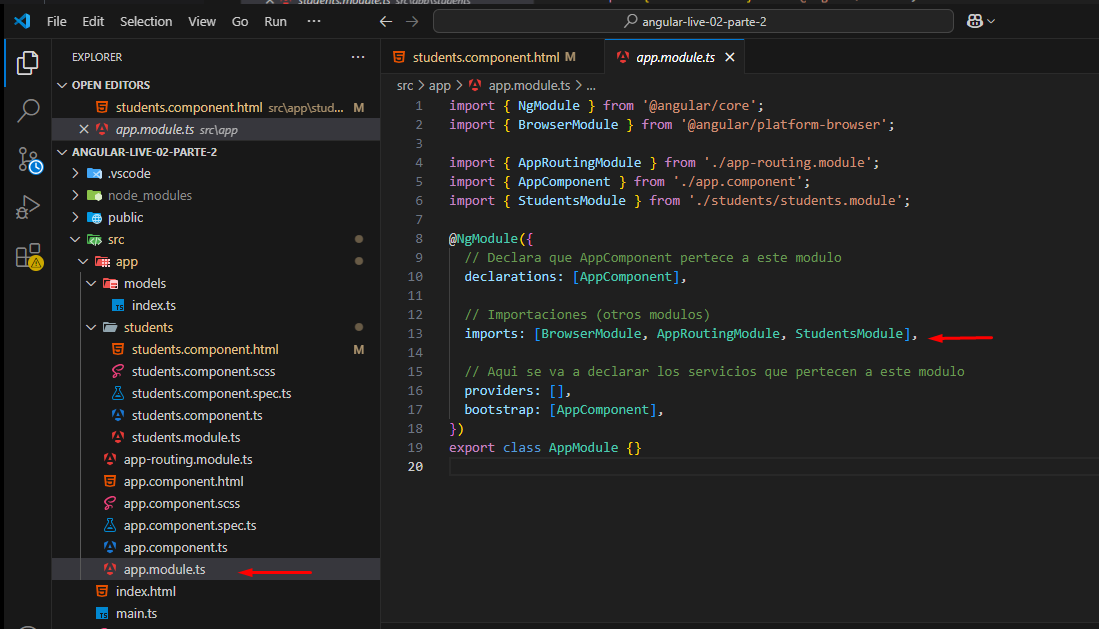 students.module.ts src\app\students
File Edit Selection View Go Run ···
angular-live-02-parte-2
EXPLORER
OPEN EDITORS
students.component.html src\app\stud... M
app.module.ts src\app
ANGULAR-LIVE-02-PARTE-2
.vscode
node_modules
public
src
app
models
TS index.ts
students
students.component.html M
students.component.scss
students.component.spec.ts
students.component.ts
students.module.ts
app-routing.module.ts
app.component.html
app.component.scss
app.component.spec.ts
app.component.ts
app.module.ts
index.html
TS main.ts
students.component.html M
app.module.ts
src > app > app.module.ts > ...
1 import { NgModule } from '@angular/core';
2 import { BrowserModule } from '@angular/platform-browser';
3
4 import { AppRoutingModule } from './app-routing.module';
5 import { AppComponent } from './app.component';
6 import { StudentsModule } from './students/students.module';
7
8 @NgModule({
9 // Declara que AppComponent pertece a este modulo
10 declarations: [AppComponent],
11
12 // Importaciones (otros modulos)
13 imports: [BrowserModule, AppRoutingModule, StudentsModule],
14
15 // Aqui se va a declarar los servicios que pertecen a este modulo
16 providers: [],
17 bootstrap: [AppComponent],
18 })
19 export class AppModule {}
20